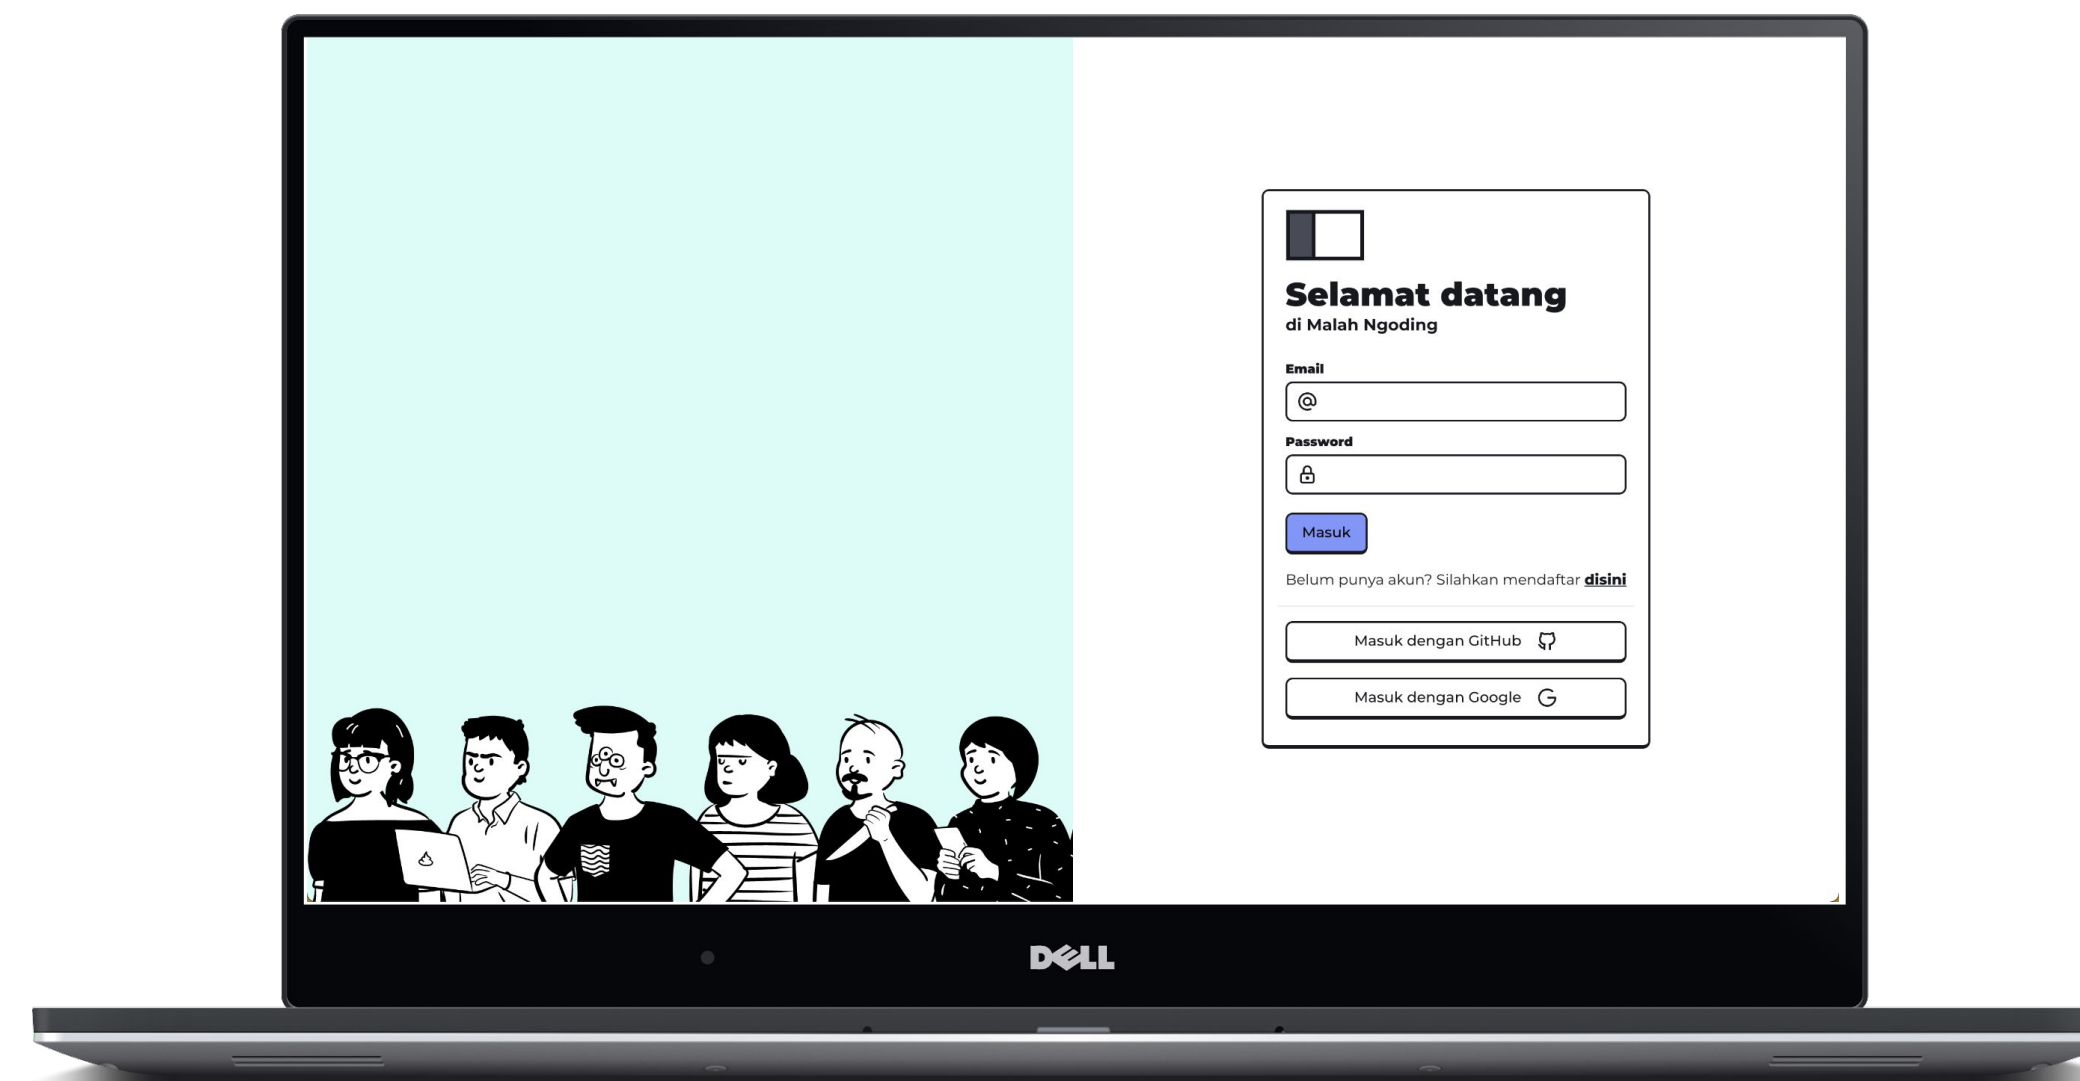 Selamat datang
di Malah Ngoding
Email
Password
Masuk
Belum punya akun? Silahkan mendaftar disini
Masuk dengan GitHub
Masuk dengan Google
DELL